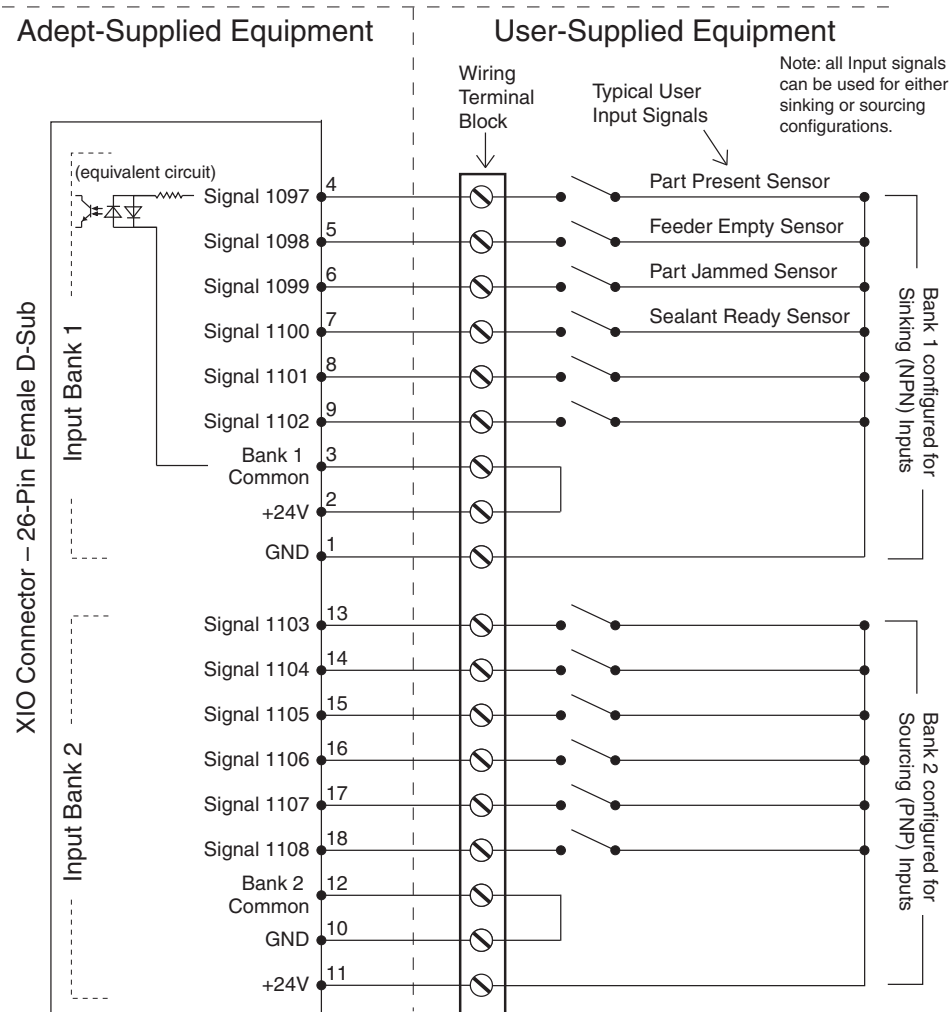 Adept-Supplied Equipment
User-Supplied Equipment
Note: all Input signals
can be used for either
sinking or sourcing
configurations.
Wiring
Terminal
Block
Typical User
Input Signals
XIO Connector – 26-Pin Female D-Sub
Input Bank 1
(equivalent circuit)
Signal 1097 4
Part Present Sensor
Signal 1098 5
Feeder Empty Sensor
Signal 1099 6
Part Jammed Sensor
Signal 1100 7
Sealant Ready Sensor
Signal 1101 8
Signal 1102 9
Bank 1
Common
3
+24V 2
GND 1
Bank 1 configured for
Sinking (NPN) Inputs
Input Bank 2
Signal 1103 13
Signal 1104 14
Signal 1105 15
Signal 1106 16
Signal 1107 17
Signal 1108 18
Bank 2
Common
12
GND 10
+24V 11
Bank 2 configured for
Sourcing (PNP) Inputs